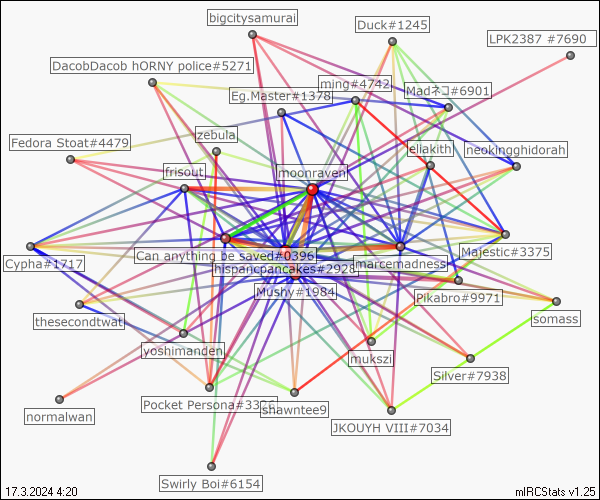 bigcitysamurai
Duck#1245
LPK2387 #7690
DacobDacob hORNY police#5271
ming#4742
Madネコ#6901
Eg.Master#1378
zebula
Fedora Stoat#4479
eliakith
neokingghidorah
frisout
moonraven
Can anything be saved#0396
Majestic#3375
Cypha#1717
hispancpancakes#2928
marcemadness
Mushy#1984
Pikabro#9971
thesecondtwat
somass
yoshimanden
mukszi
Silver#7938
Pocket Persona#3326
shawntee9
normalwan
JKOUYH VIII#7034
Swirly Boi#6154
17.3.2024 4:20
mIRCStats v1.25